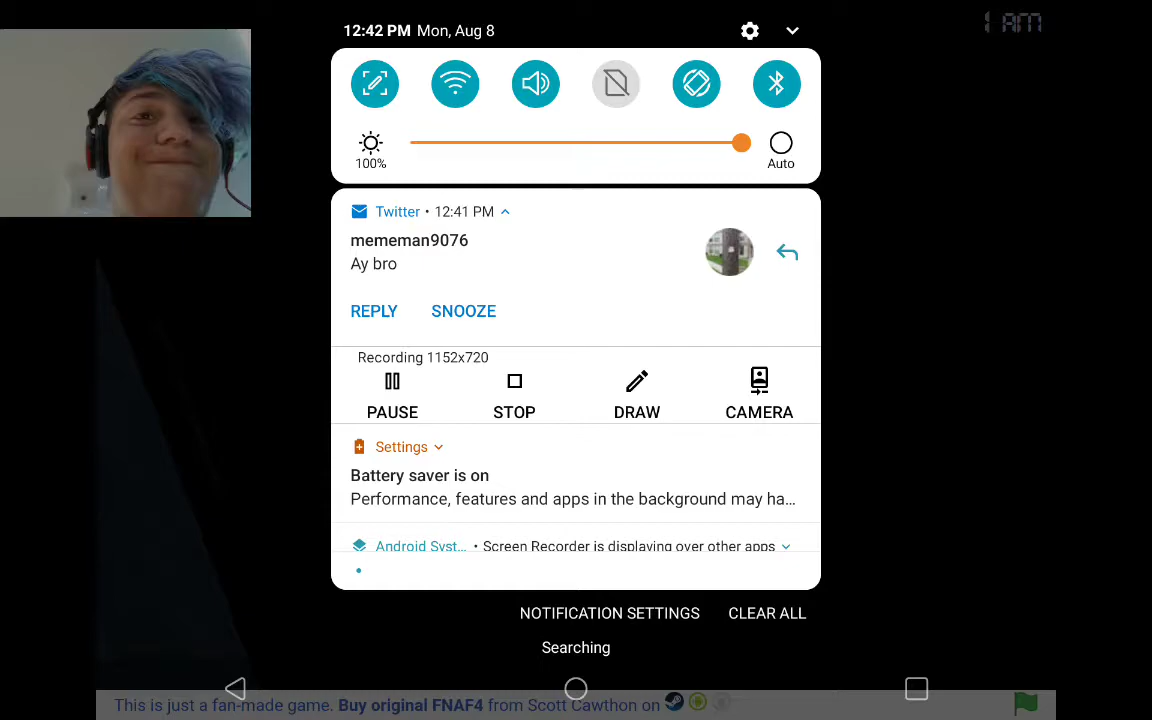 12:42 PM Mon, Aug 8
1 AM
100%
Auto
Twitter • 12:41 PM
mememan9076
Ay bro
REPLY SNOOZE
Recording 1152x720
PAUSE STOP DRAW CAMERA
Settings
Battery saver is on
Performance, features and apps in the background may ha...
Android Syst... • Screen Recorder is displaying over other apps
NOTIFICATION SETTINGS CLEAR ALL
Searching
This is just a fan-made game. Buy original FNAF4 from Scott Cawthon on